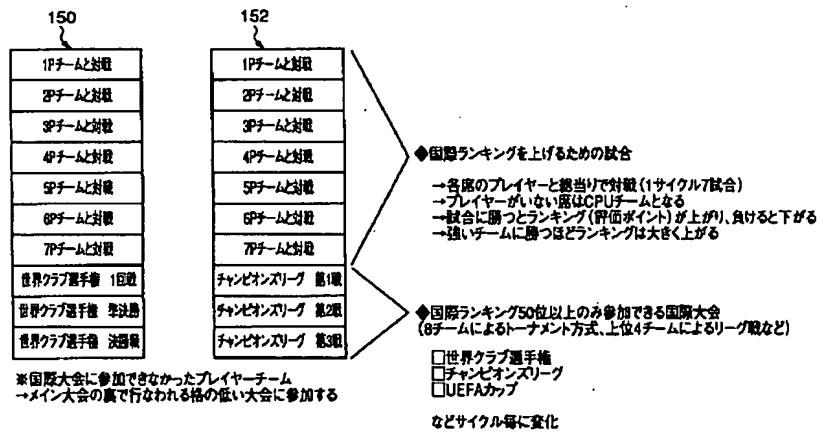 150
1Pチームと対戦
2Pチームと対戦
3Pチームと対戦
4Pチームと対戦
5Pチームと対戦
6Pチームと対戦
7Pチームと対戦
世界クラブ選手権 1回戦
世界クラブ選手権 準決勝
世界クラブ選手権 決勝戦
152
1Pチームと対戦
2Pチームと対戦
3Pチームと対戦
4Pチームと対戦
5Pチームと対戦
6Pチームと対戦
7Pチームと対戦
チャンピオンズリーグ 第1戦
チャンピオンズリーグ 第2戦
チャンピオンズリーグ 第3戦
◆国際ランキングを上げるための試合
→各席のプレイヤーと総当りで対戦(1サイクル7試合)
→プレイヤーがいない席はCPUチームとなる
→試合に勝つとランキング(評価ポイント)が上がり、負けると下がる
→強いチームに勝つほどランキングは大きく上がる
◆国際ランキング50位以上のみ参加できる国際大会
(8チームによるトーナメント方式、上位4チームによるリーグ戦など)
□世界クラブ選手権
□チャンピオンズリーグ
□UEFAカップ
などサイクル毎に変化
※国際大会に参加できなかったプレイヤーチーム
→メイン大会の裏で行なわれる格の低い大会に参加する